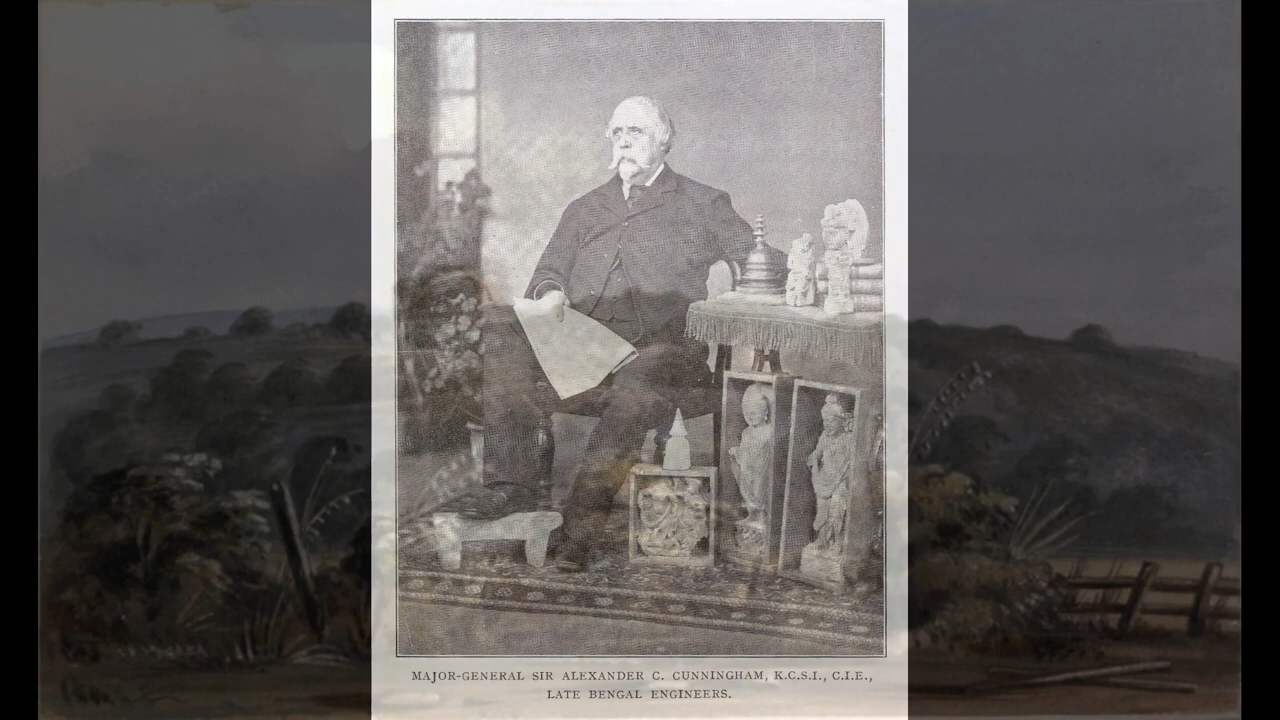 MAJOR-GENERAL SIR ALEXANDER C. CUNNINGHAM, K.C.S.I., C.I.E.,
LATE BENGAL ENGINEERS.